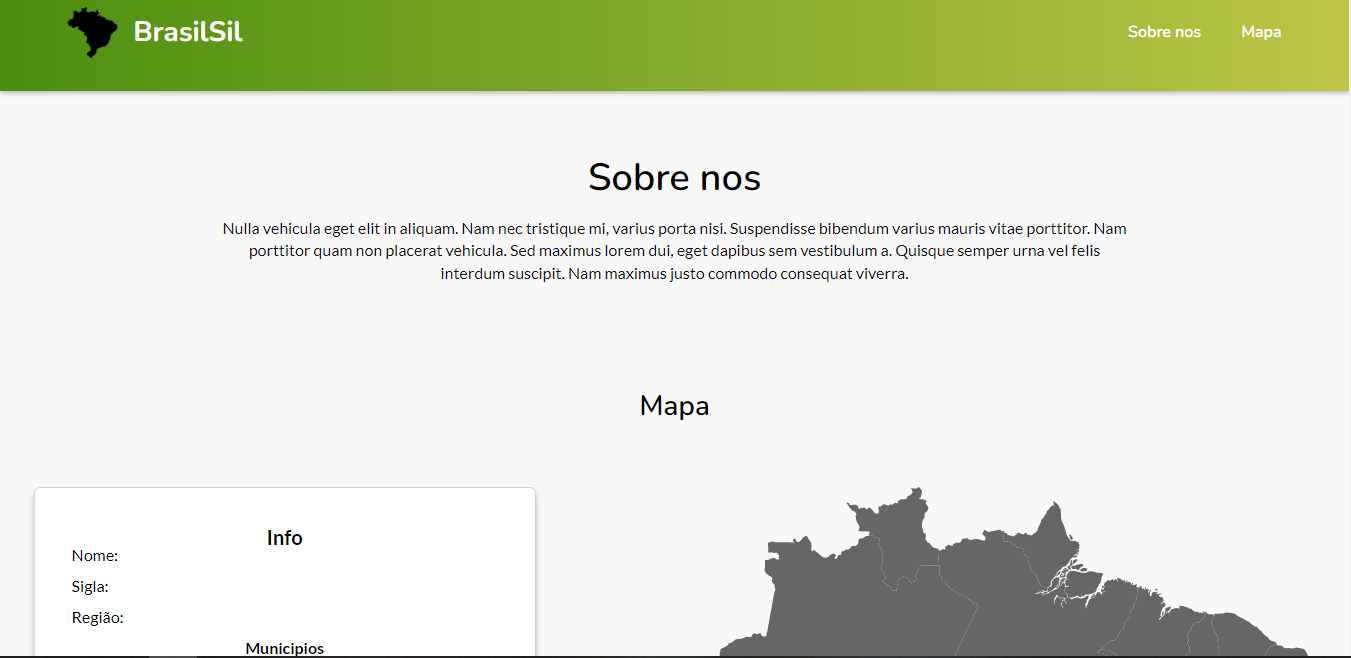 BrasilSil
Sobre nos
Mapa
Sobre nos
Nulla vehicula eget elit in aliquam. Nam nec tristique mi, varius porta nisi. Suspendisse bibendum varius mauris vitae porttitor. Nam
porttitor quam non placerat vehicula. Sed maximus lorem dui, eget dapibus sem vestibulum a. Quisque semper urna vel felis
interdum suscipit. Nam maximus justo commodo consequat viverra.
Mapa
Info
Nome:
Sigla:
Região:
Municipios